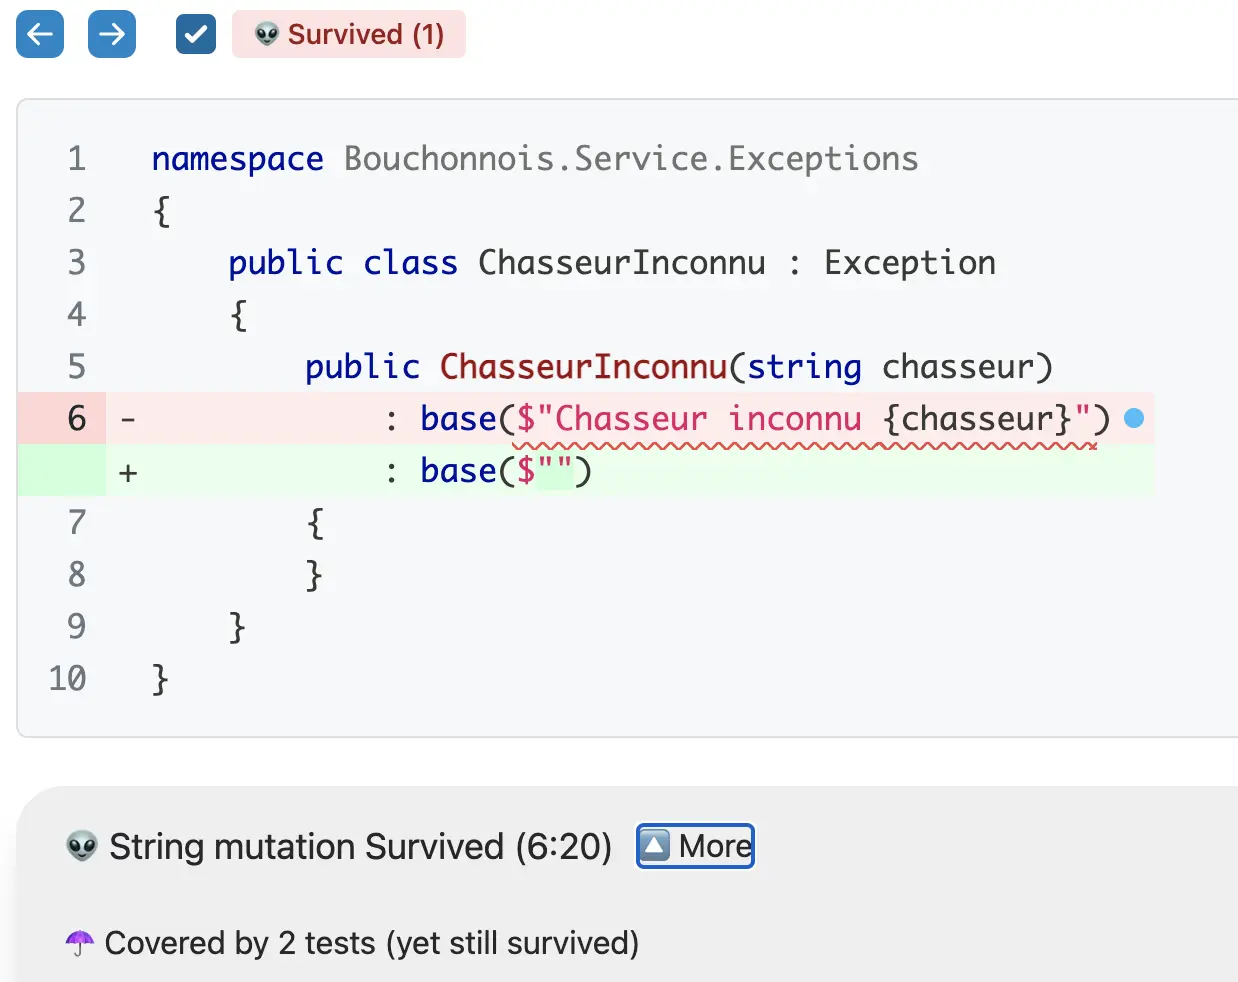 ← → ✓ 👽 Survived (1)
1 namespace Bouchonnois.Service.Exceptions
2 {
3     public class ChasseurInconnu : Exception
4     {
5         public ChasseurInconnu(string chasseur)
6 -           : base($"Chasseur inconnu {chasseur}")
+           : base($"")
7         {
8         }
9     }
10 }
👽 String mutation Survived (6:20) 🔼 More
☂️ Covered by 2 tests (yet still survived)